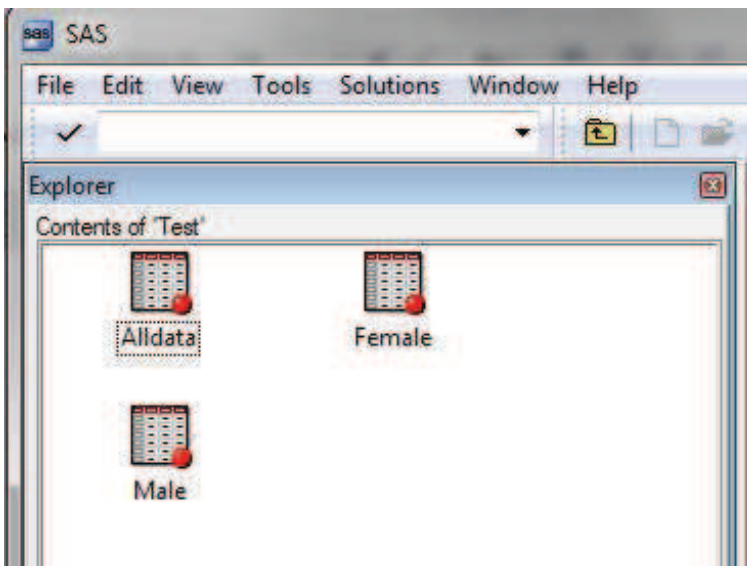 sas SAS
File Edit View Tools Solutions Window Help
Explorer
Contents of 'Test'
Alldata Female
Male